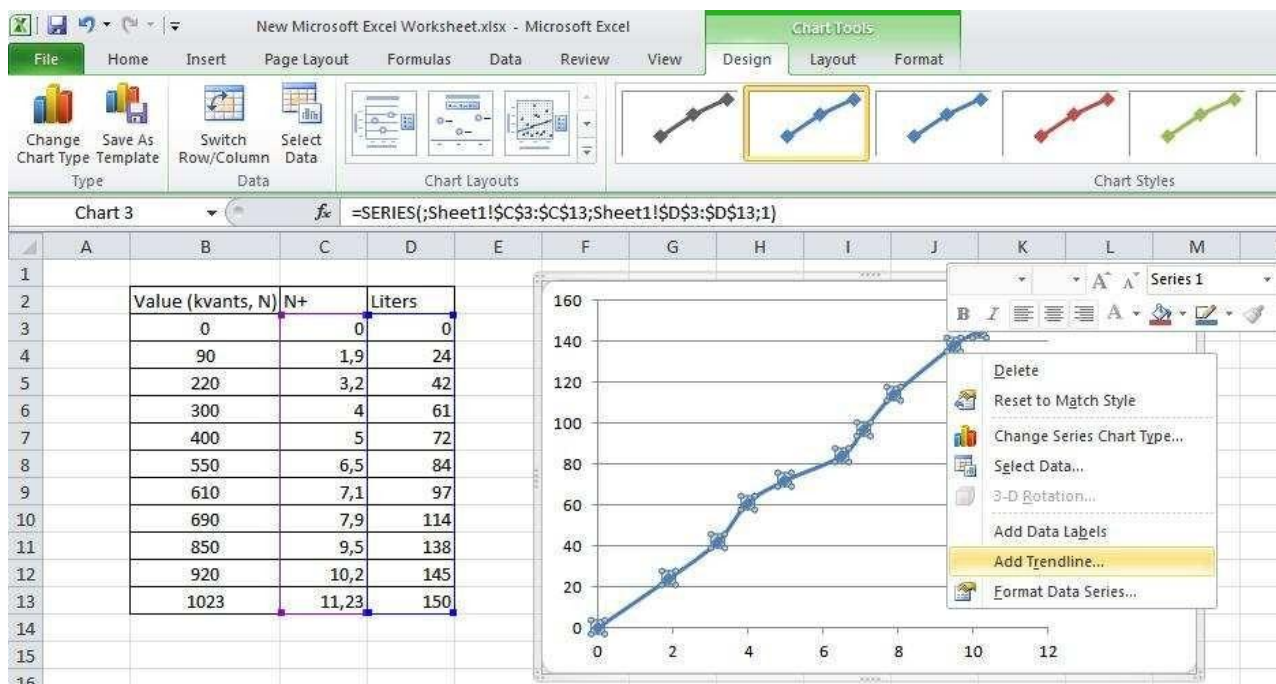 New Microsoft Excel Worksheet.xlsx - Microsoft Excel
Chart Tools
File Home Insert Page Layout Formulas Data Review View Design Layout Format
Change Chart Type
Save As Template
Switch Row/Column
Select Data
Type Data Chart Layouts Chart Styles
Chart 3 fx =SERIES(;Sheet1!$C$3:$C$13;Sheet1!$D$3:$D$13;1)
A B C D E F G H I J K L M
1
2 Value (kvants, N) N+ Liters
3 0 0 0
4 90 1,9 24
5 220 3,2 42
6 300 4 61
7 400 5 72
8 550 6,5 84
9 610 7,1 97
10 690 7,9 114
11 850 9,5 138
12 920 10,2 145
13 1023 11,23 150
14
15
16
160
140
120
100
80
60
40
20
0
0 2 4 6 8 10 12
A A Series 1
B I A
Delete
Reset to Match Style
Change Series Chart Type...
Select Data...
3-D Rotation...
Add Data Labels
Add Trendline...
Format Data Series...